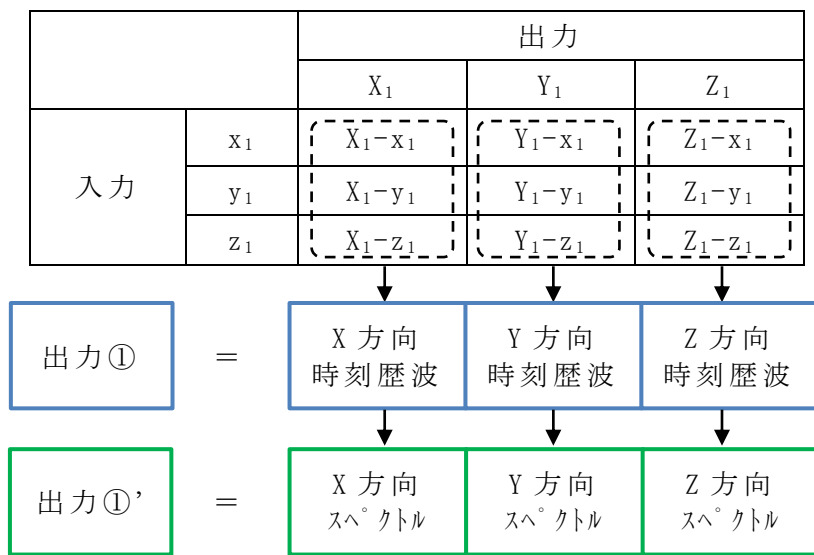 出力
X₁ Y₁ Z₁
入力
x₁ X₁-x₁ Y₁-x₁ Z₁-x₁
y₁ X₁-y₁ Y₁-y₁ Z₁-y₁
z₁ X₁-z₁ Y₁-z₁ Z₁-z₁
出力① =
X 方向
時刻歴波
Y 方向
時刻歴波
Z 方向
時刻歴波
出力①’ =
X 方向
ｽﾍﾟｸﾄﾙ
Y 方向
ｽﾍﾟｸﾄﾙ
Z 方向
ｽﾍﾟｸﾄﾙ